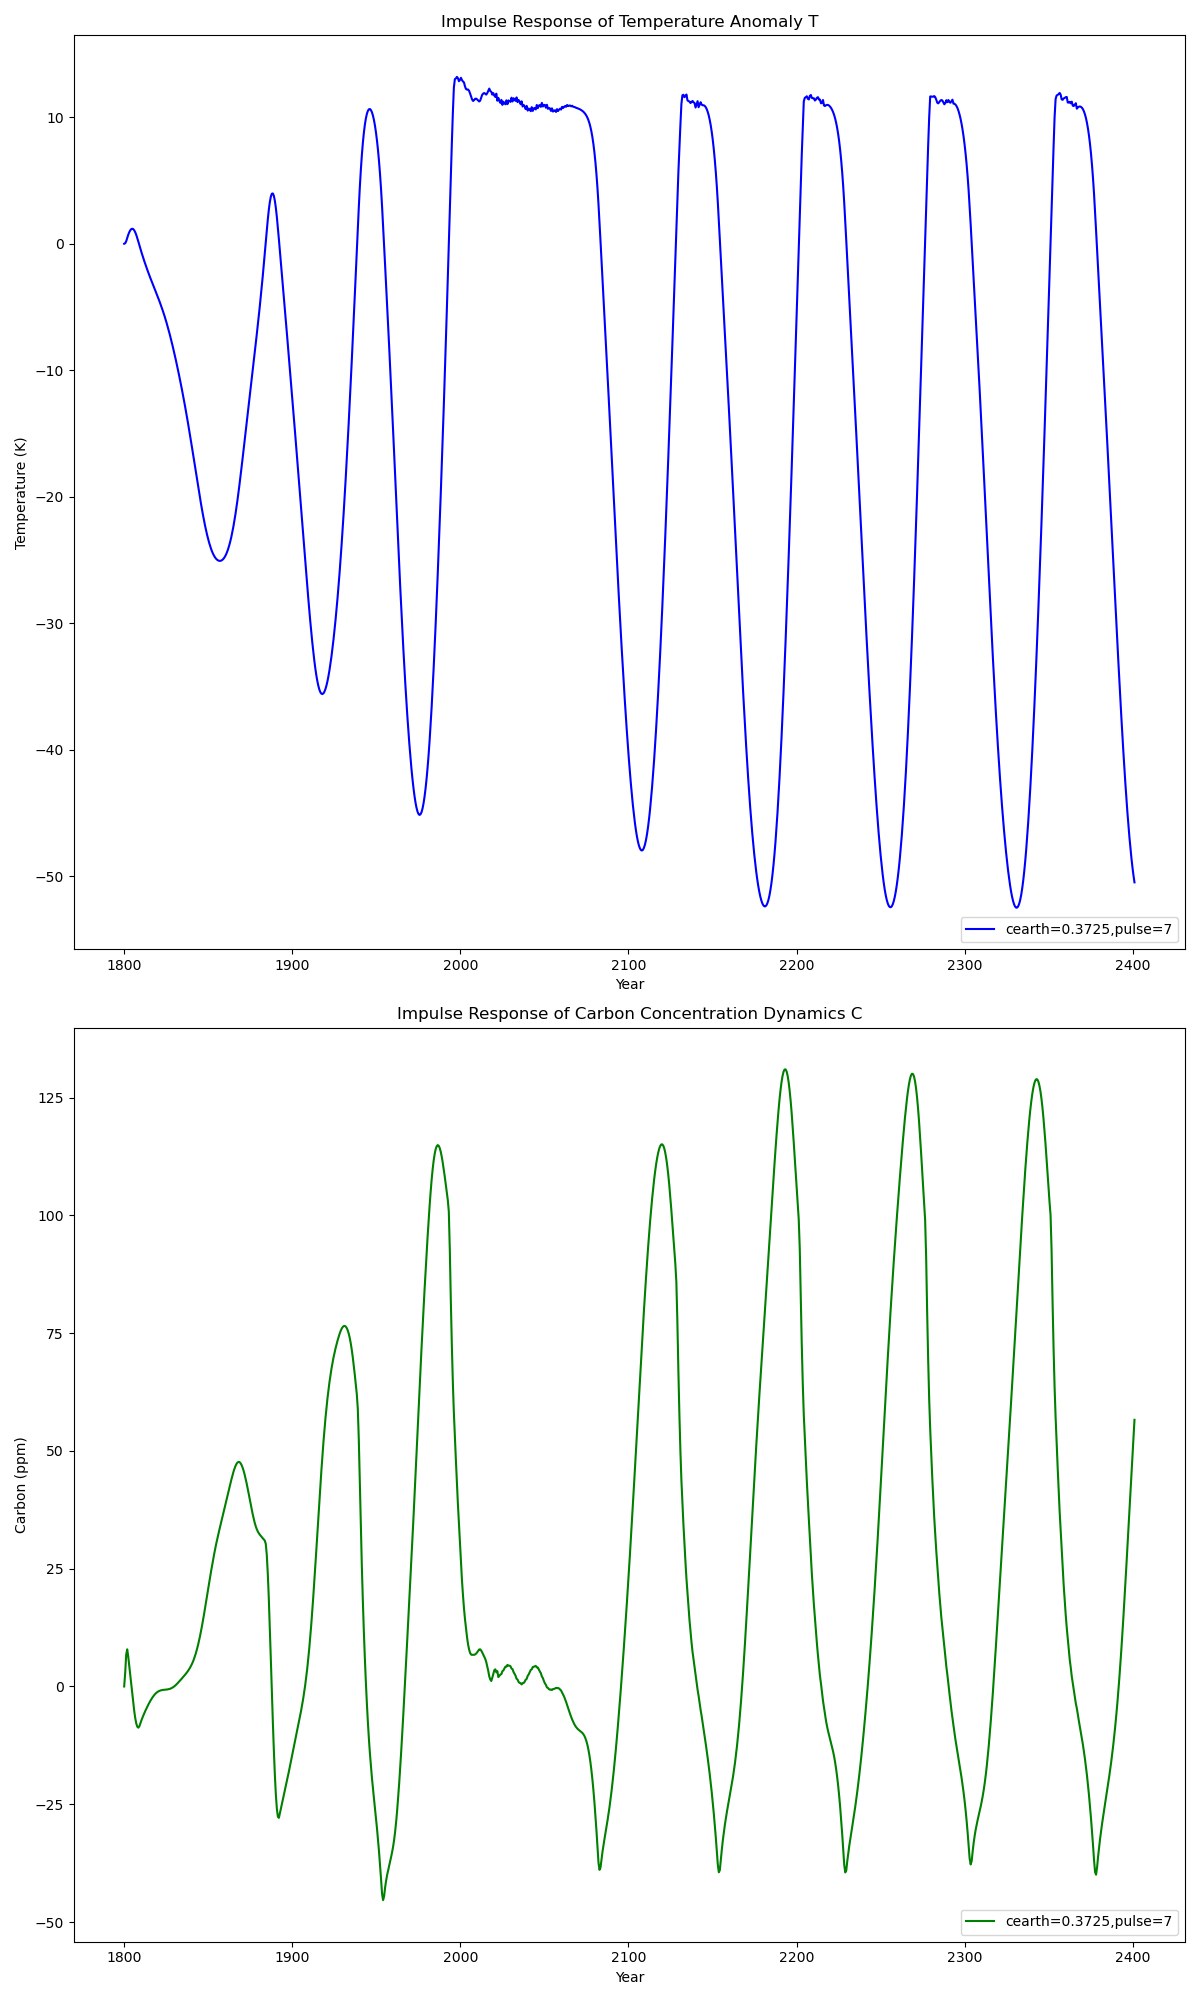 Impulse Response of Temperature Anomaly T
Temperature (K)
10
0
−10
−20
−30
−40
−50
cearth=0.3725,pulse=7
1800 1900 2000 2100 2200 2300 2400
Year
Impulse Response of Carbon Concentration Dynamics C
Carbon (ppm)
125
100
75
50
25
0
−25
−50
cearth=0.3725,pulse=7
1800 1900 2000 2100 2200 2300 2400
Year